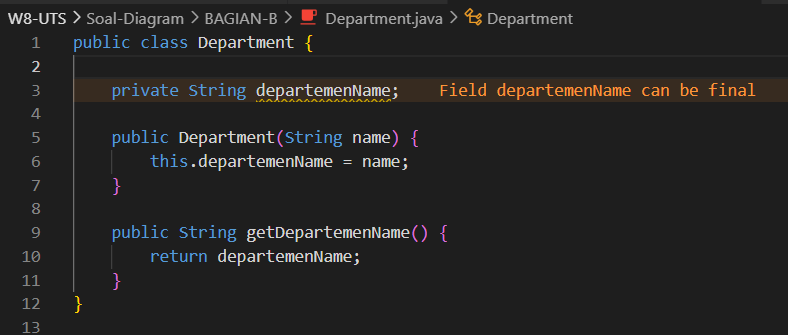 W8-UTS > Soal-Diagram > BAGIAN-B > Department.java > Department
1 public class Department {
2
3 private String departemenName; Field departemenName can be final
4
5 public Department(String name) {
6 this.departemenName = name;
7 }
8
9 public String getDepartemenName() {
10 return departemenName;
11 }
12 }
13